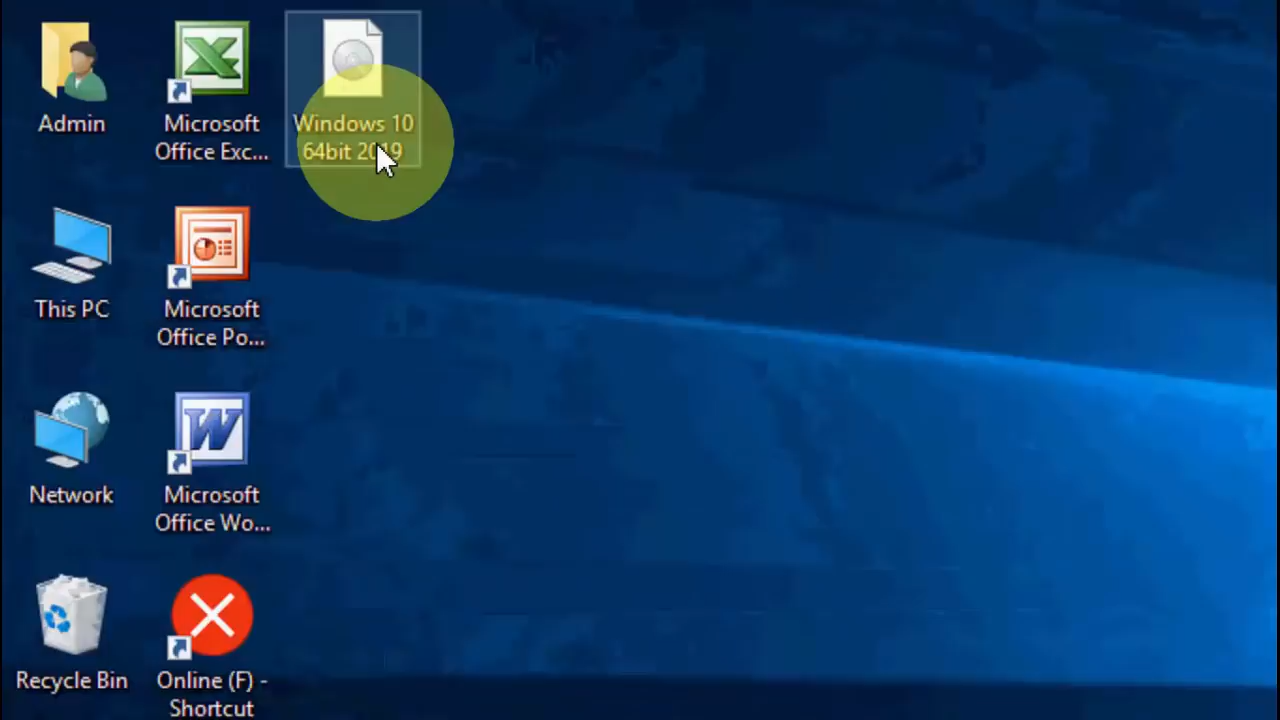 Admin
Microsoft
Office Exc...
Windows 10
64bit 2019
This PC
Microsoft
Office Po...
Network
Microsoft
Office Wo...
Recycle Bin
Online (F) -
Shortcut